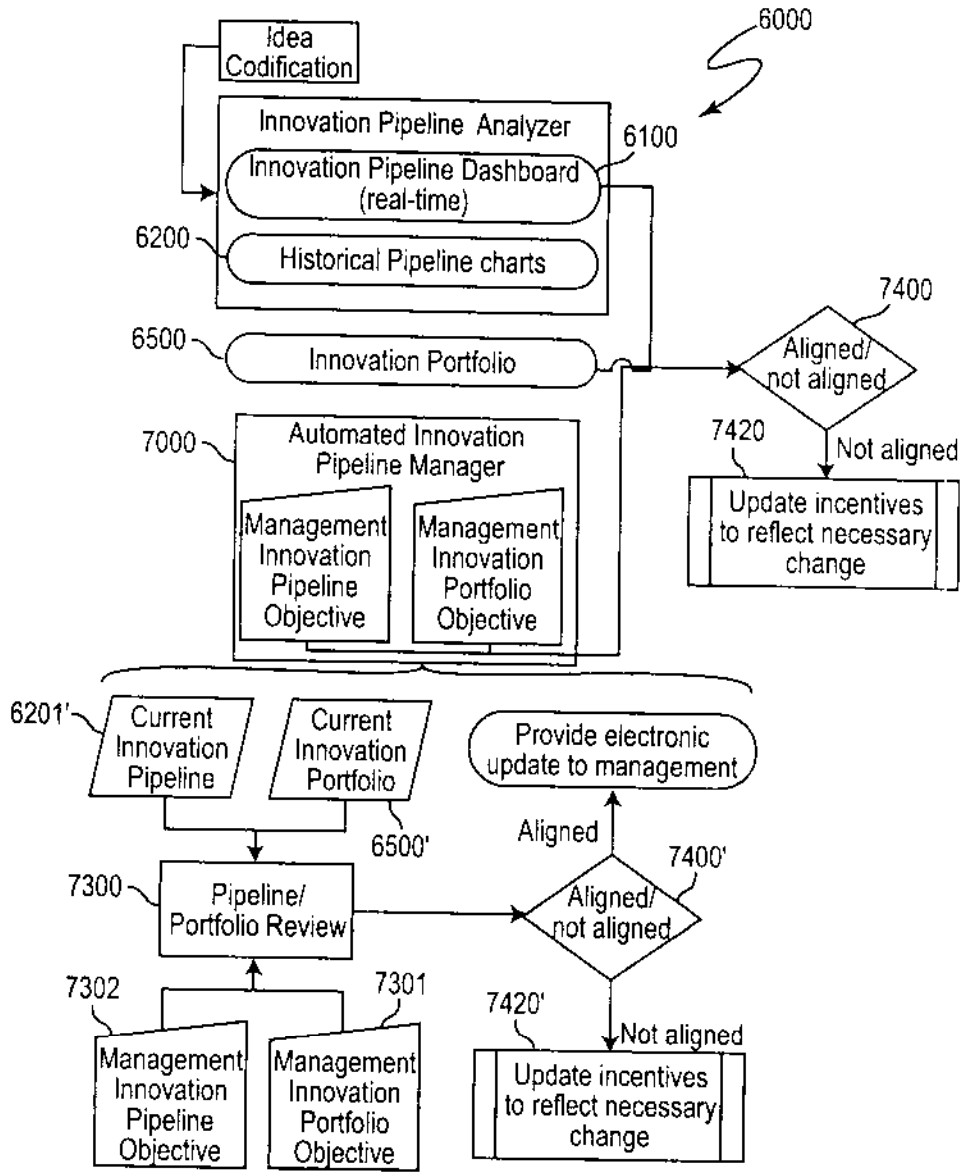 6000
Idea
Codification
Innovation Pipeline Analyzer
6100
Innovation Pipeline Dashboard
(real-time)
6200
Historical Pipeline charts
7400
6500
Innovation Portfolio
Aligned/
not aligned
7000
Automated Innovation
Pipeline Manager
7420
Not aligned
Management
Innovation
Pipeline
Objective
Management
Innovation
Portfolio
Objective
Update incentives
to reflect necessary
change
6201'
Current
Innovation
Pipeline
Current
Innovation
Portfolio
6500'
Provide electronic
update to management
Aligned
7400'
7300
Pipeline/
Portfolio Review
Aligned/
not aligned
7302
7301
7420'
Not aligned
Management
Innovation
Pipeline
Objective
Management
Innovation
Portfolio
Objective
Update incentives
to reflect necessary
change